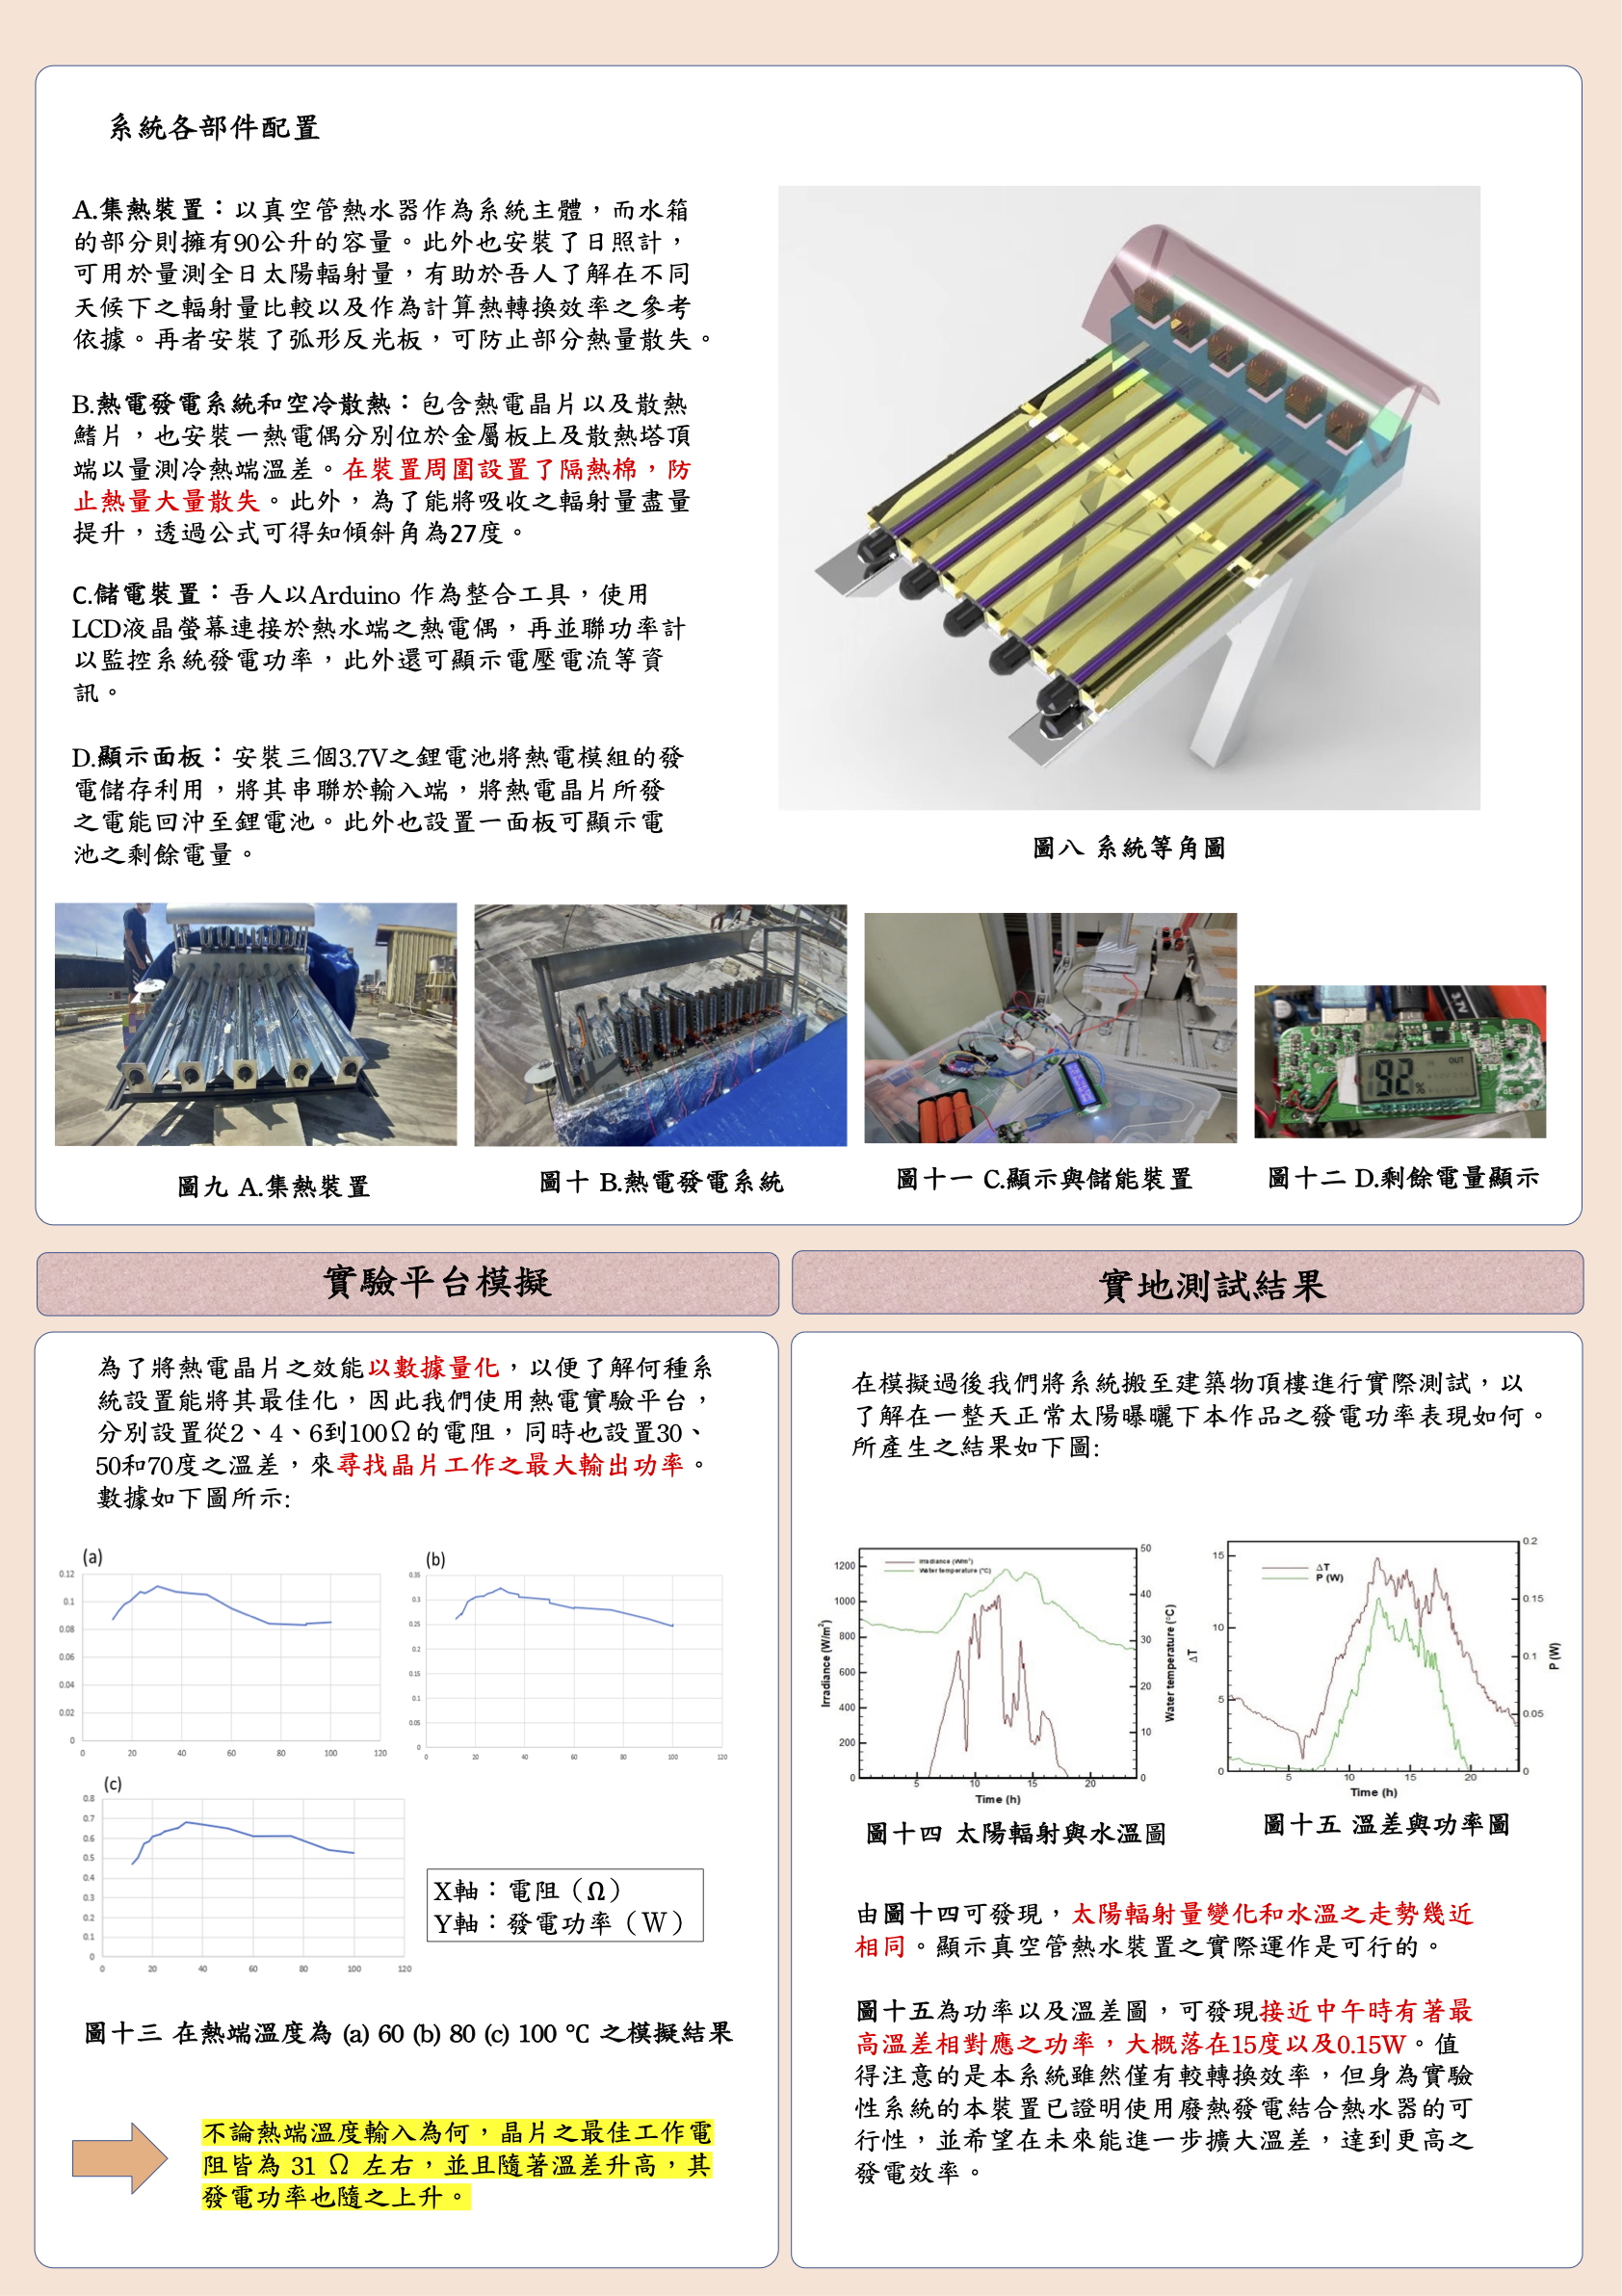 系統各部件配置
A.集熱裝置：以真空管熱水器作為系統主體，而水箱
的部分則擁有90公升的容量。此外也安裝了日照計，
可用於量測全日太陽輻射量，有助於吾人了解在不同
天候下之輻射量比較以及作為計算熱轉換效率之參考
依據。再者安裝了弧形反光板，可防止部分熱量散失。
B.熱電發電系統和空冷散熱：包含熱電晶片以及散熱
鰭片，也安裝一熱電偶分別位於金屬板上及散熱塔頂
端以量測冷熱端溫差。在裝置周圍設置了隔熱棉，防
止熱量大量散失。此外，為了能將吸收之輻射量盡量
提升，透過公式可得知傾斜角為27度。
C.儲電裝置：吾人以Arduino 作為整合工具，使用
LCD液晶螢幕連接於熱水端之熱電偶，再並聯功率計
以監控系統發電功率，此外還可顯示電壓電流等資
訊。
D.顯示面板：安裝三個3.7V之鋰電池將熱電模組的發
電儲存利用，將其串聯於輸入端，將熱電晶片所發
之電能回沖至鋰電池。此外也設置一面板可顯示電
池之剩餘電量。
圖八 系統等角圖
3.7V
OUT
92%
圖九 A.集熱裝置
圖十 B.熱電發電系統
圖十一 C.顯示與儲能裝置
圖十二 D.剩餘電量顯示
實驗平台模擬
為了將熱電晶片之效能以數據量化，以便了解何種系
統設置能將其最佳化，因此我們使用熱電實驗平台，
分別設置從2、4、6到100Ω的電阻，同時也設置30、
50和70度之溫差，來尋找晶片工作之最大輸出功率。
數據如下圖所示:
(a)
0.12
0.1
0.08
0.06
0.04
0.02
0
0 20 40 60 80 100 120
(b)
0.35
0.3
0.25
0.2
0.15
0.1
0.05
0
0 20 40 60 80 100 120
(c)
0.8
0.7
0.6
0.5
0.4
0.3
0.2
0.1
0
0 20 40 60 80 100 120
X軸：電阻（Ω）
Y軸：發電功率（W）
圖十三 在熱端溫度為 (a) 60 (b) 80 (c) 100 ℃ 之模擬結果
不論熱端溫度輸入為何，晶片之最佳工作電
阻皆為 31 Ω 左右，並且隨著溫差升高，其
發電功率也隨之上升。
實地測試結果
在模擬過後我們將系統搬至建築物頂樓進行實際測試，以
了解在一整天正常太陽曝曬下本作品之發電功率表現如何。
所產生之結果如下圖:
Irradiance (W/m²)
Water temperature (°C)
1200
1000
800
600
400
200
0
Irradiance (W/m²)
50
40
30
20
10
0
Water temperature (°C)
5 10 15 20
Time (h)
圖十四 太陽輻射與水溫圖
ΔT
P (W)
15
10
5
0
ΔT
0.2
0.15
0.1
0.05
0
P (W)
5 10 15 20
Time (h)
圖十五 溫差與功率圖
由圖十四可發現，太陽輻射量變化和水溫之走勢幾近
相同。顯示真空管熱水裝置之實際運作是可行的。
圖十五為功率以及溫差圖，可發現接近中午時有著最
高溫差相對應之功率，大概落在15度以及0.15W。值
得注意的是本系統雖然僅有較轉換效率，但身為實驗
性系統的本裝置已證明使用廢熱發電結合熱水器的可
行性，並希望在未來能進一步擴大溫差，達到更高之
發電效率。